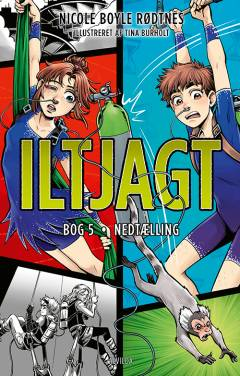 NICOLE BOYLE RØDTNES
ILLUSTRERET AF TINA BURHOLT
ILTJAGT
BOG 5 • NEDTÆLLING